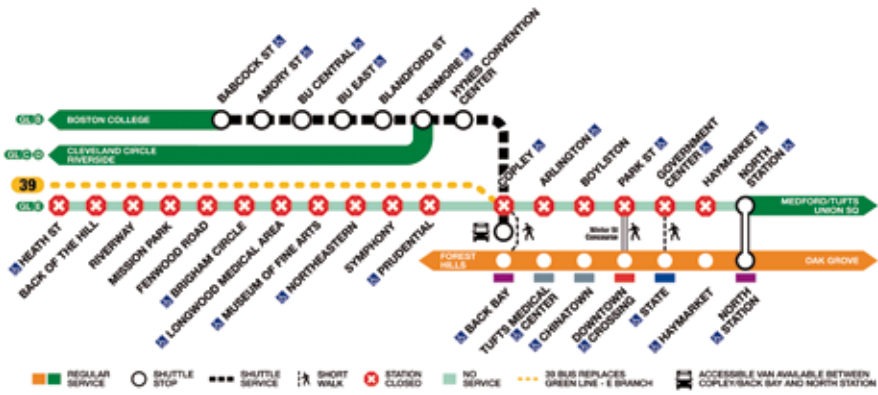 BABCOCK ST
AMORY ST
BU CENTRAL
BU EAST
BLANDFORD ST
KENMORE
HYNES CONVENTION
CENTER
GL B
BOSTON COLLEGE
GL C D
CLEVELAND CIRCLE
RIVERSIDE
39
GL E
COPLEY
ARLINGTON
BOYLSTON
PARK ST
GOVERNMENT
CENTER
HAYMARKET
NORTH
STATION
MEDFORD/TUFTS
UNION SQ
HEATH ST
BACK OF THE HILL
RIVERWAY
MISSION PARK
FENWOOD ROAD
BRIGHAM CIRCLE
LONGWOOD MEDICAL AREA
MUSEUM OF FINE ARTS
NORTHEASTERN
SYMPHONY
PRUDENTIAL
Winter St
Concourse
FOREST
HILLS
OAK GROVE
BACK BAY
TUFTS MEDICAL
CENTER
CHINATOWN
DOWNTOWN
CROSSING
STATE
HAYMARKET
NORTH
STATION
REGULAR
SERVICE
SHUTTLE
STOP
SHUTTLE
SERVICE
SHORT
WALK
STATION
CLOSED
NO
SERVICE
39 BUS REPLACES
GREEN LINE - E BRANCH
ACCESSIBLE VAN AVAILABLE BETWEEN
COPLEY/BACK BAY AND NORTH STATION